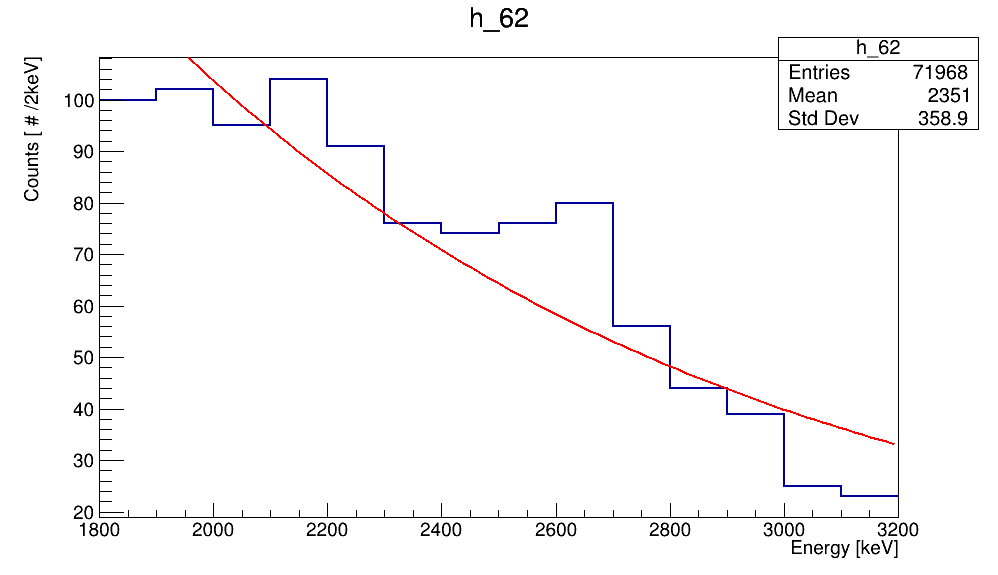 h_62
h_62
Entries 71968
Mean 2351
Std Dev 358.9
Counts [ # /2keV]
100
90
80
70
60
50
40
30
20
1800 2000 2200 2400 2600 2800 3000 3200
Energy [keV]